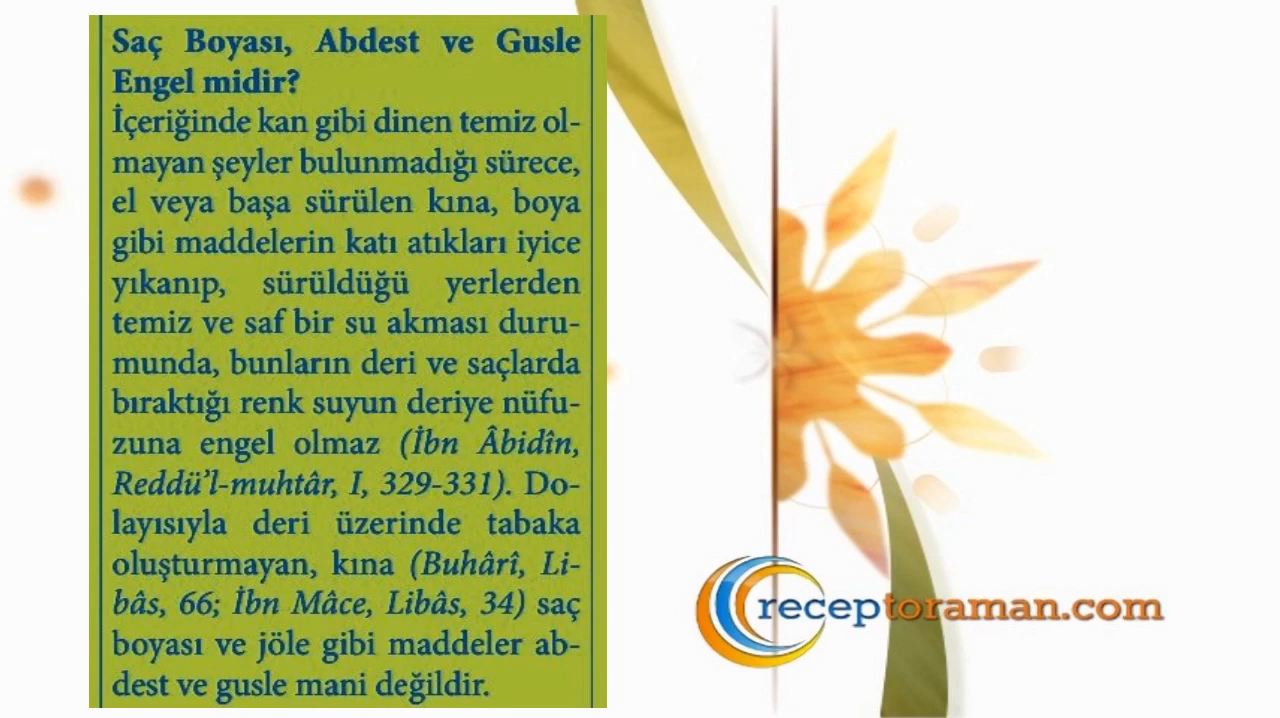 Saç Boyası, Abdest ve Gusle
Engel midir?
İçeriğinde kan gibi dinen temiz ol-
mayan şeyler bulunmadığı sürece,
el veya başa sürülen kına, boya
gibi maddelerin katı atıkları iyice
yıkanıp, sürüldüğü yerlerden
temiz ve saf bir su akması duru-
munda, bunların deri ve saçlarda
bıraktığı renk suyun deriye nüfu-
zuna engel olmaz (İbn Âbidîn,
Reddü’l-muhtâr, I, 329-331). Do-
layısıyla deri üzerinde tabaka
oluşturmayan, kına (Buhârî, Li-
bâs, 66; İbn Mâce, Libâs, 34) saç
boyası ve jöle gibi maddeler ab-
dest ve gusle mani değildir.
receptoraman.com